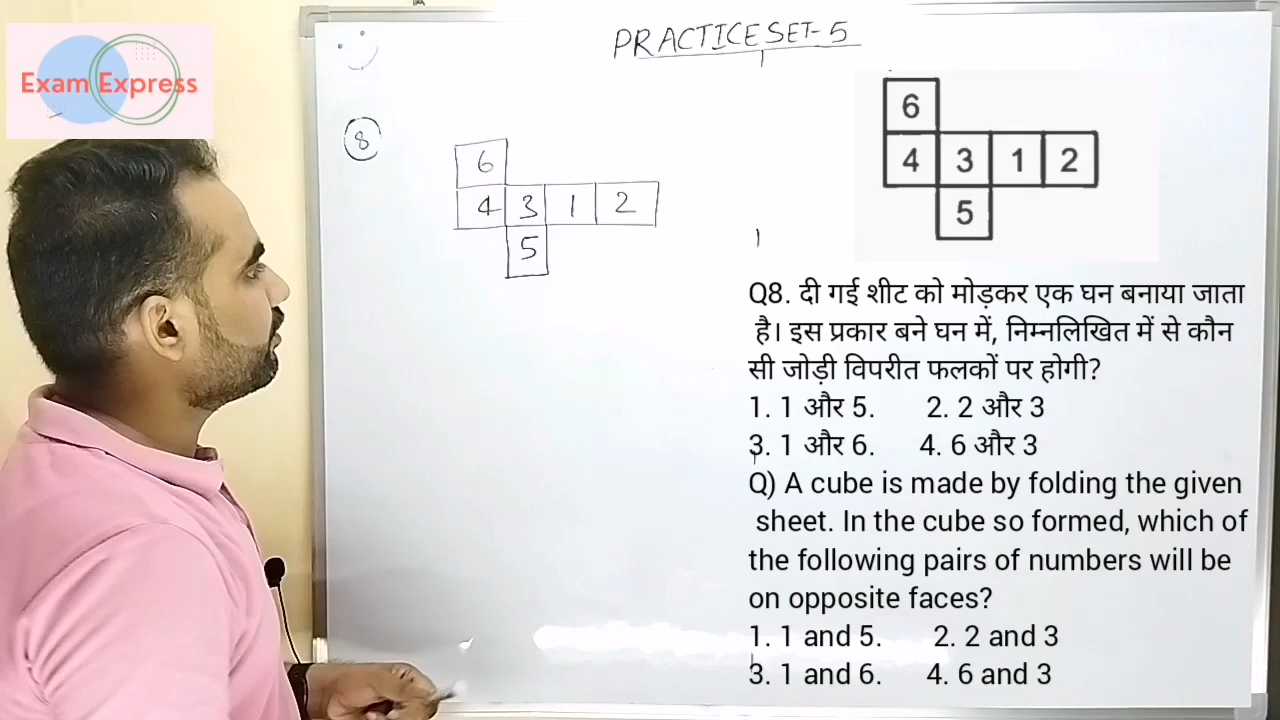 Exam Express
PRACTICE SET-5
8
6
4 3 1 2
5
6
4 3 1 2
5
Q8. दी गई शीट को मोड़कर एक घन बनाया जाता
है। इस प्रकार बने घन में, निम्नलिखित में से कौन
सी जोड़ी विपरीत फलकों पर होगी?
1. 1 और 5. 2. 2 और 3
3. 1 और 6. 4. 6 और 3
Q) A cube is made by folding the given
sheet. In the cube so formed, which of
the following pairs of numbers will be
on opposite faces?
1. 1 and 5. 2. 2 and 3
3. 1 and 6. 4. 6 and 3